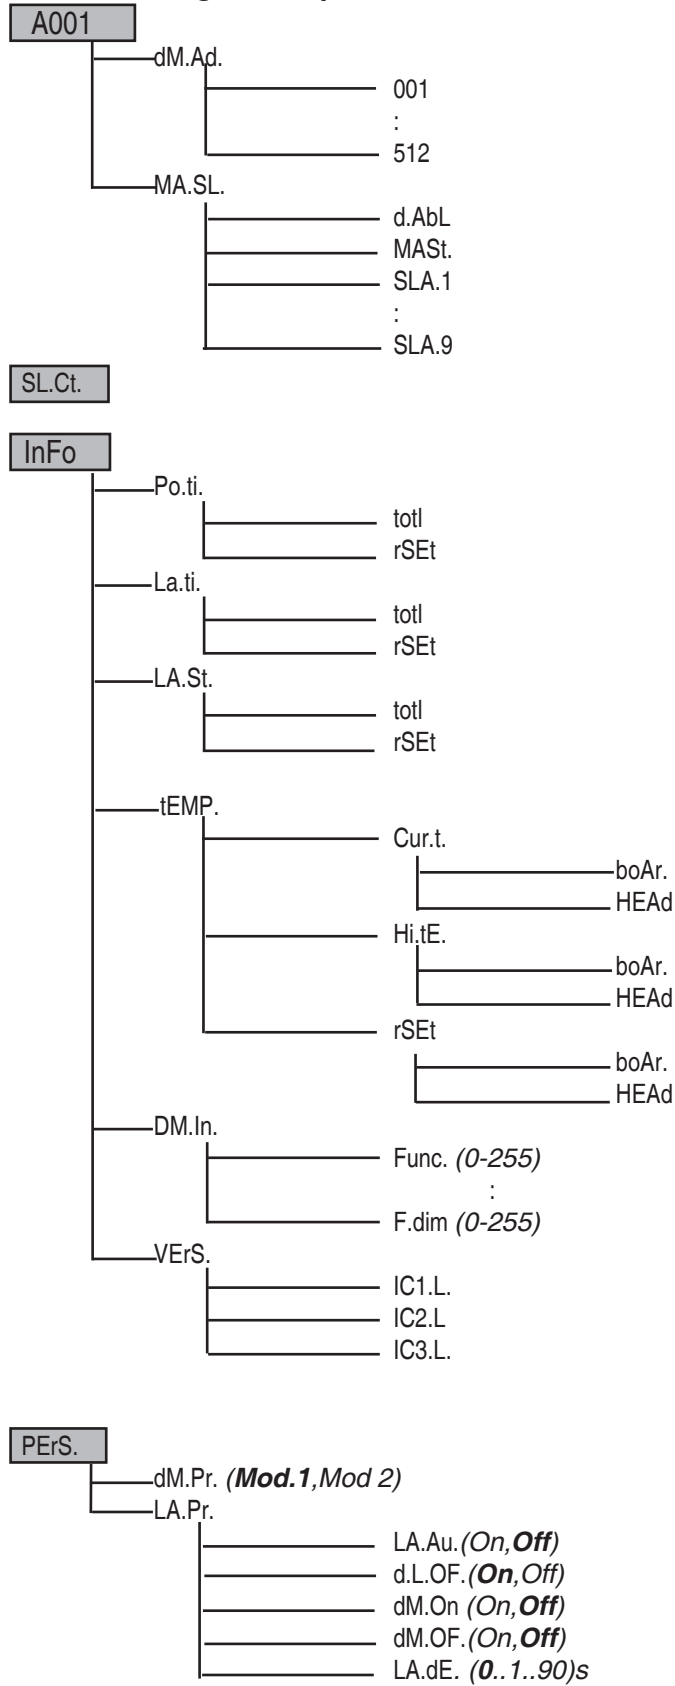 A001
dM.Ad.
001
:
512
MA.SL.
d.AbL
MASt.
SLA.1
:
SLA.9
SL.Ct.
InFo
Po.ti.
totl
rSEt
La.ti.
totl
rSEt
LA.St.
totl
rSEt
tEMP.
Cur.t.
boAr.
HEAd
Hi.tE.
boAr.
HEAd
rSEt
boAr.
HEAd
DM.In.
Func. (0-255)
:
F.dim (0-255)
VErS.
IC1.L.
IC2.L
IC3.L.
PErS.
dM.Pr. (Mod.1,Mod 2)
LA.Pr.
LA.Au.(On,Off)
d.L.OF.(On,Off)
dM.On (On,Off)
dM.OF.(On,Off)
LA.dE. (0..1..90)s